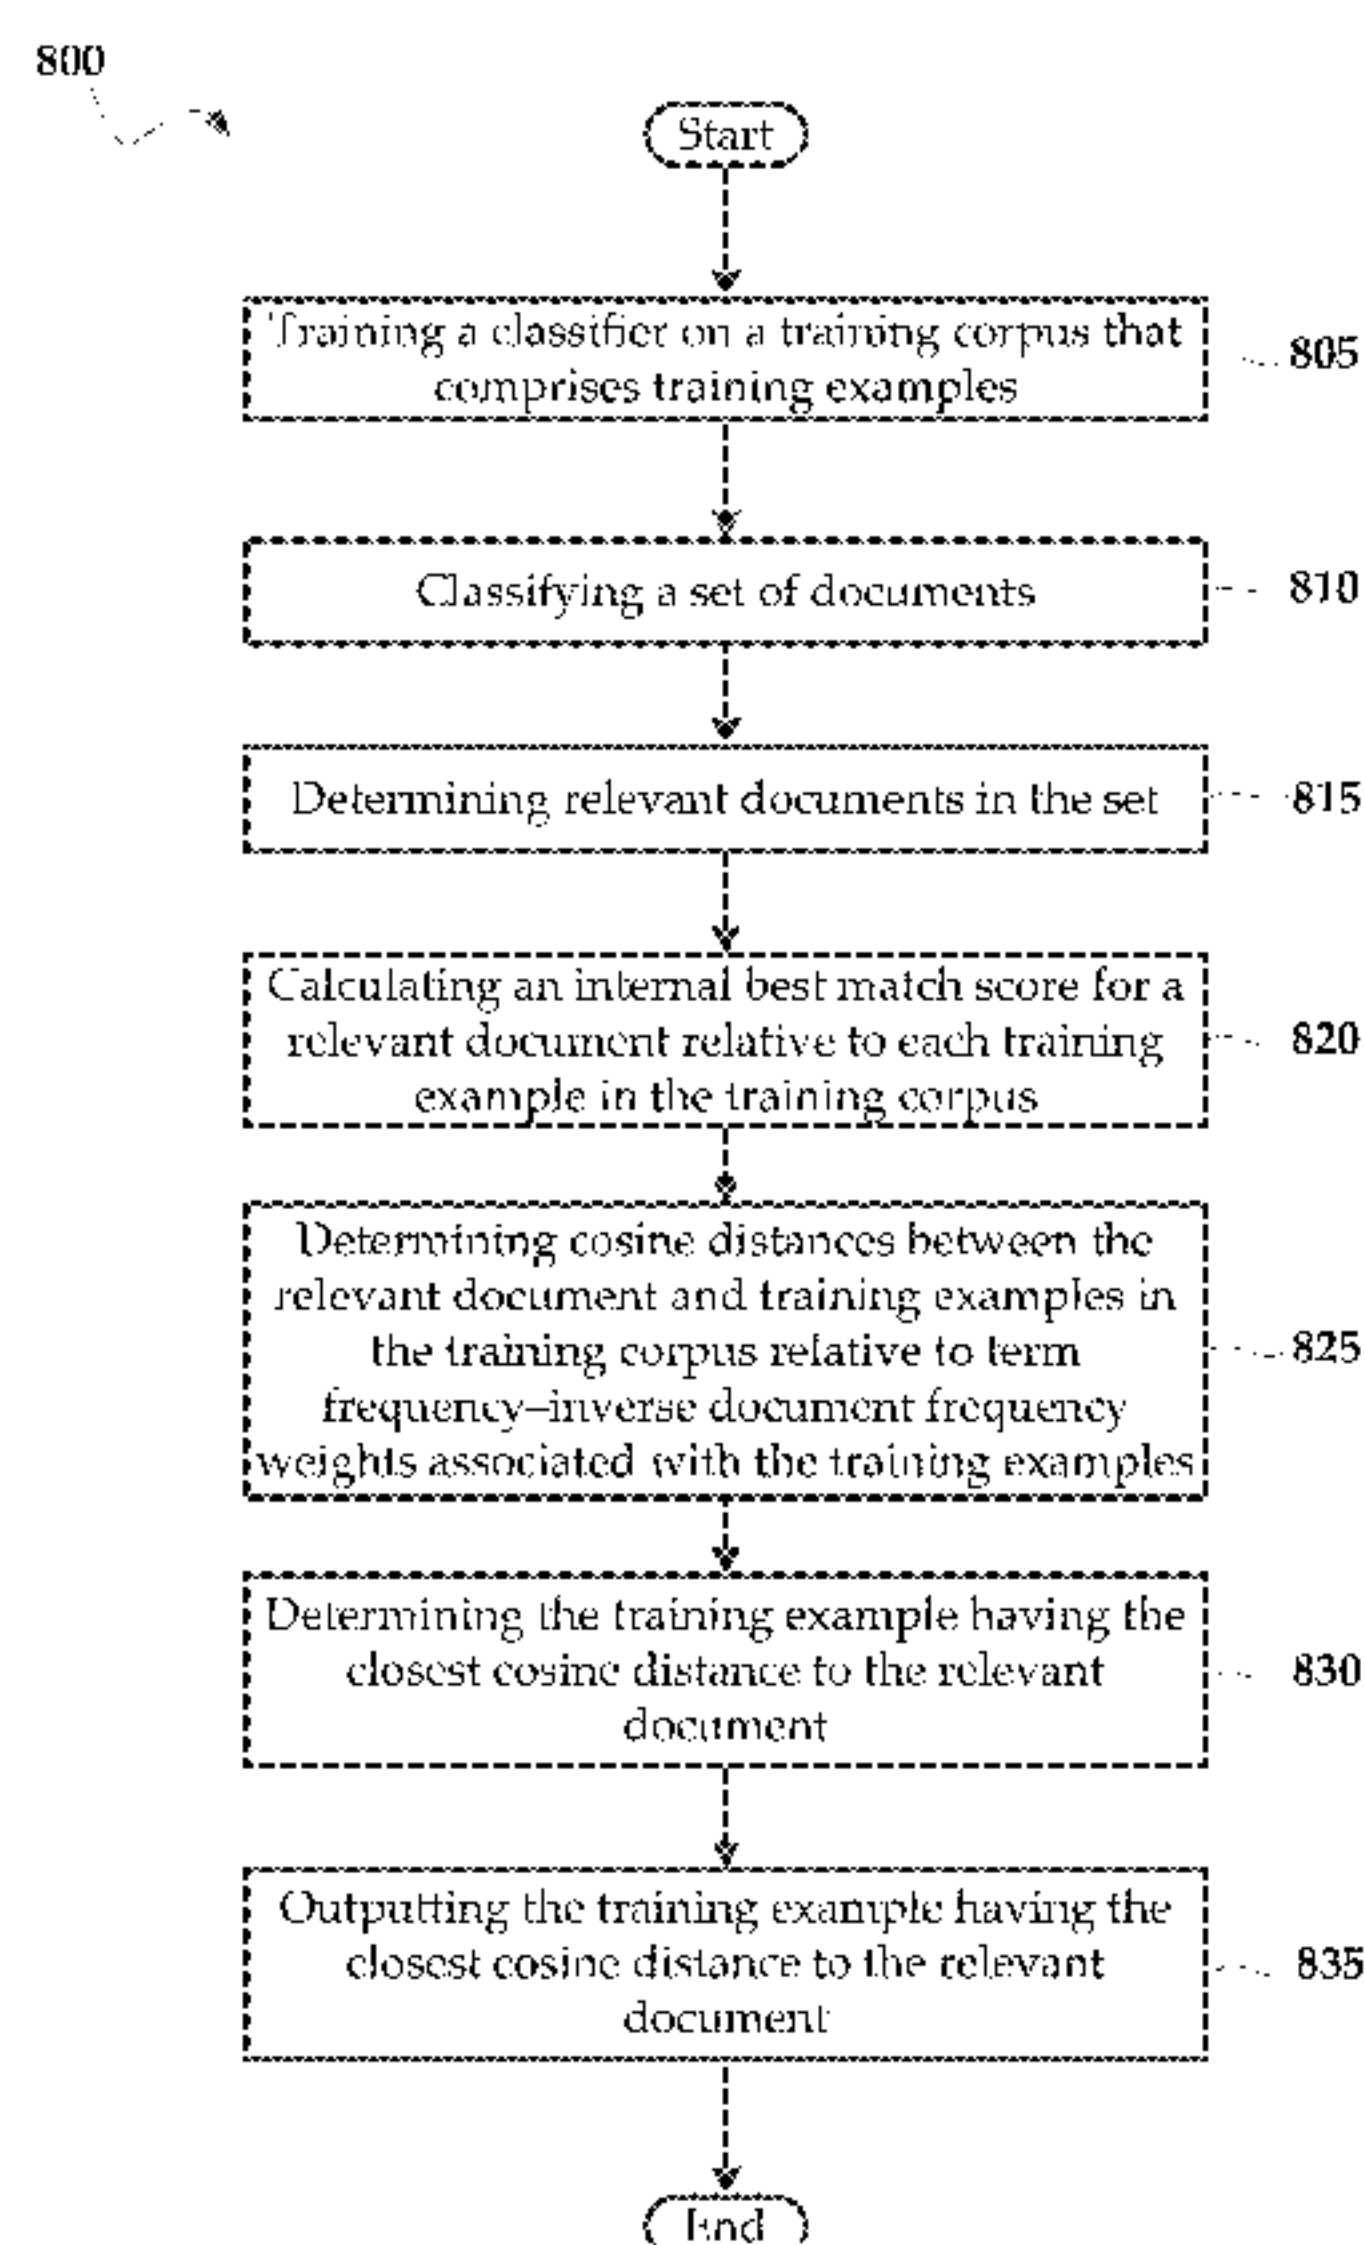 800
Start
Training a classifier on a training corpus that
comprises training examples
805
Classifying a set of documents
810
Determining relevant documents in the set
815
Calculating an internal best match score for a
relevant document relative to each training
example in the training corpus
820
Determining cosine distances between the
relevant document and training examples in
the training corpus relative to term
frequency–inverse document frequency
weights associated with the training examples
825
Determining the training example having the
closest cosine distance to the relevant
document
830
Outputting the training example having the
closest cosine distance to the relevant
document
835
End